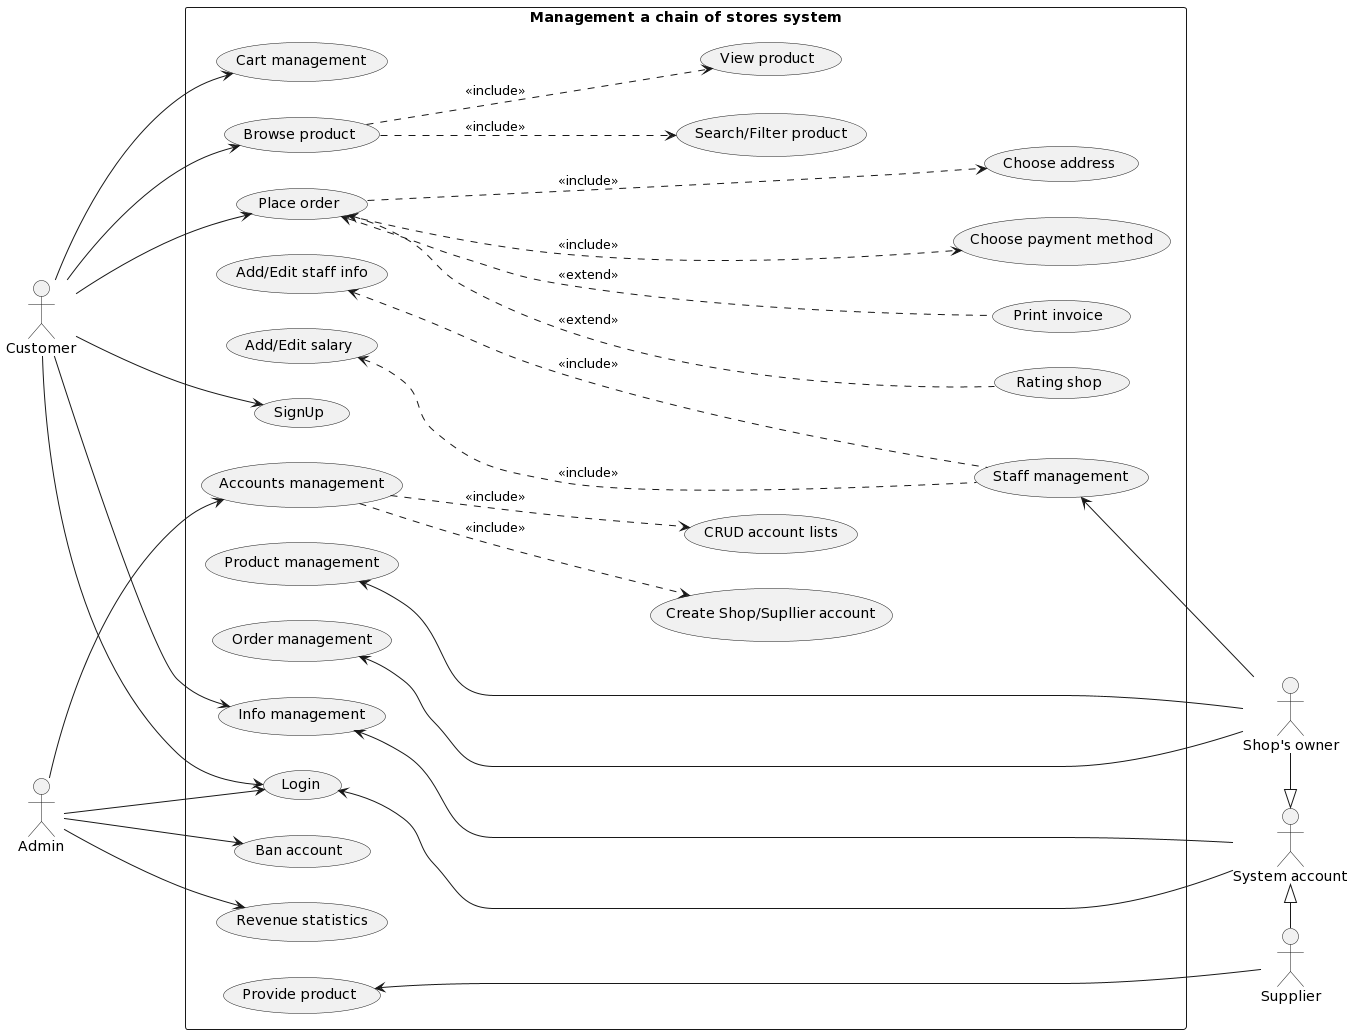 Management a chain of stores system
Cart management
View product
«include»
Browse product
«include»
Search/Filter product
Choose address
«include»
Place order
Choose payment method
«include»
Add/Edit staff info
«extend»
Print invoice
«extend»
Customer
Add/Edit salary
«include»
Rating shop
SignUp
«include»
Staff management
Accounts management
«include»
«include»
CRUD account lists
Product management
Create Shop/Supllier account
Order management
Info management
Shop's owner
Login
Admin
Ban account
System account
Revenue statistics
Provide product
Supplier